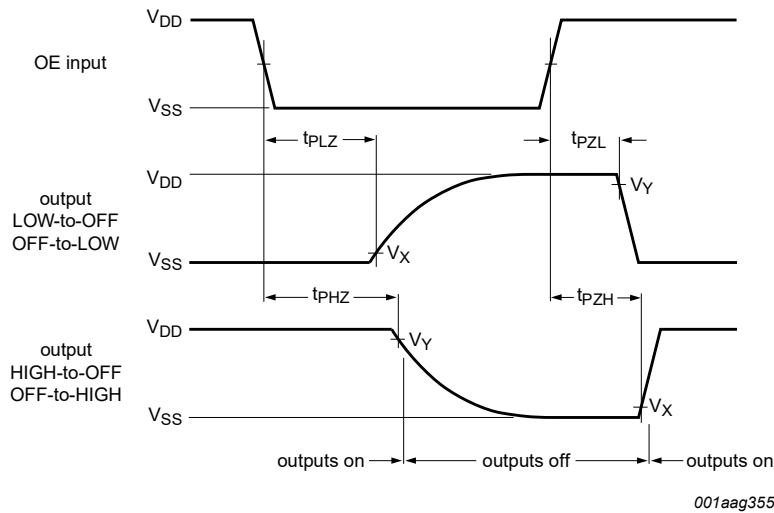 VDD
OE input
VSS
tPLZ
tPZL
VDD
VY
output
LOW-to-OFF
OFF-to-LOW
VSS
VX
tPHZ
tPZH
VDD
VY
output
HIGH-to-OFF
OFF-to-HIGH
VSS
VX
outputs on
outputs off
outputs on
001aag355